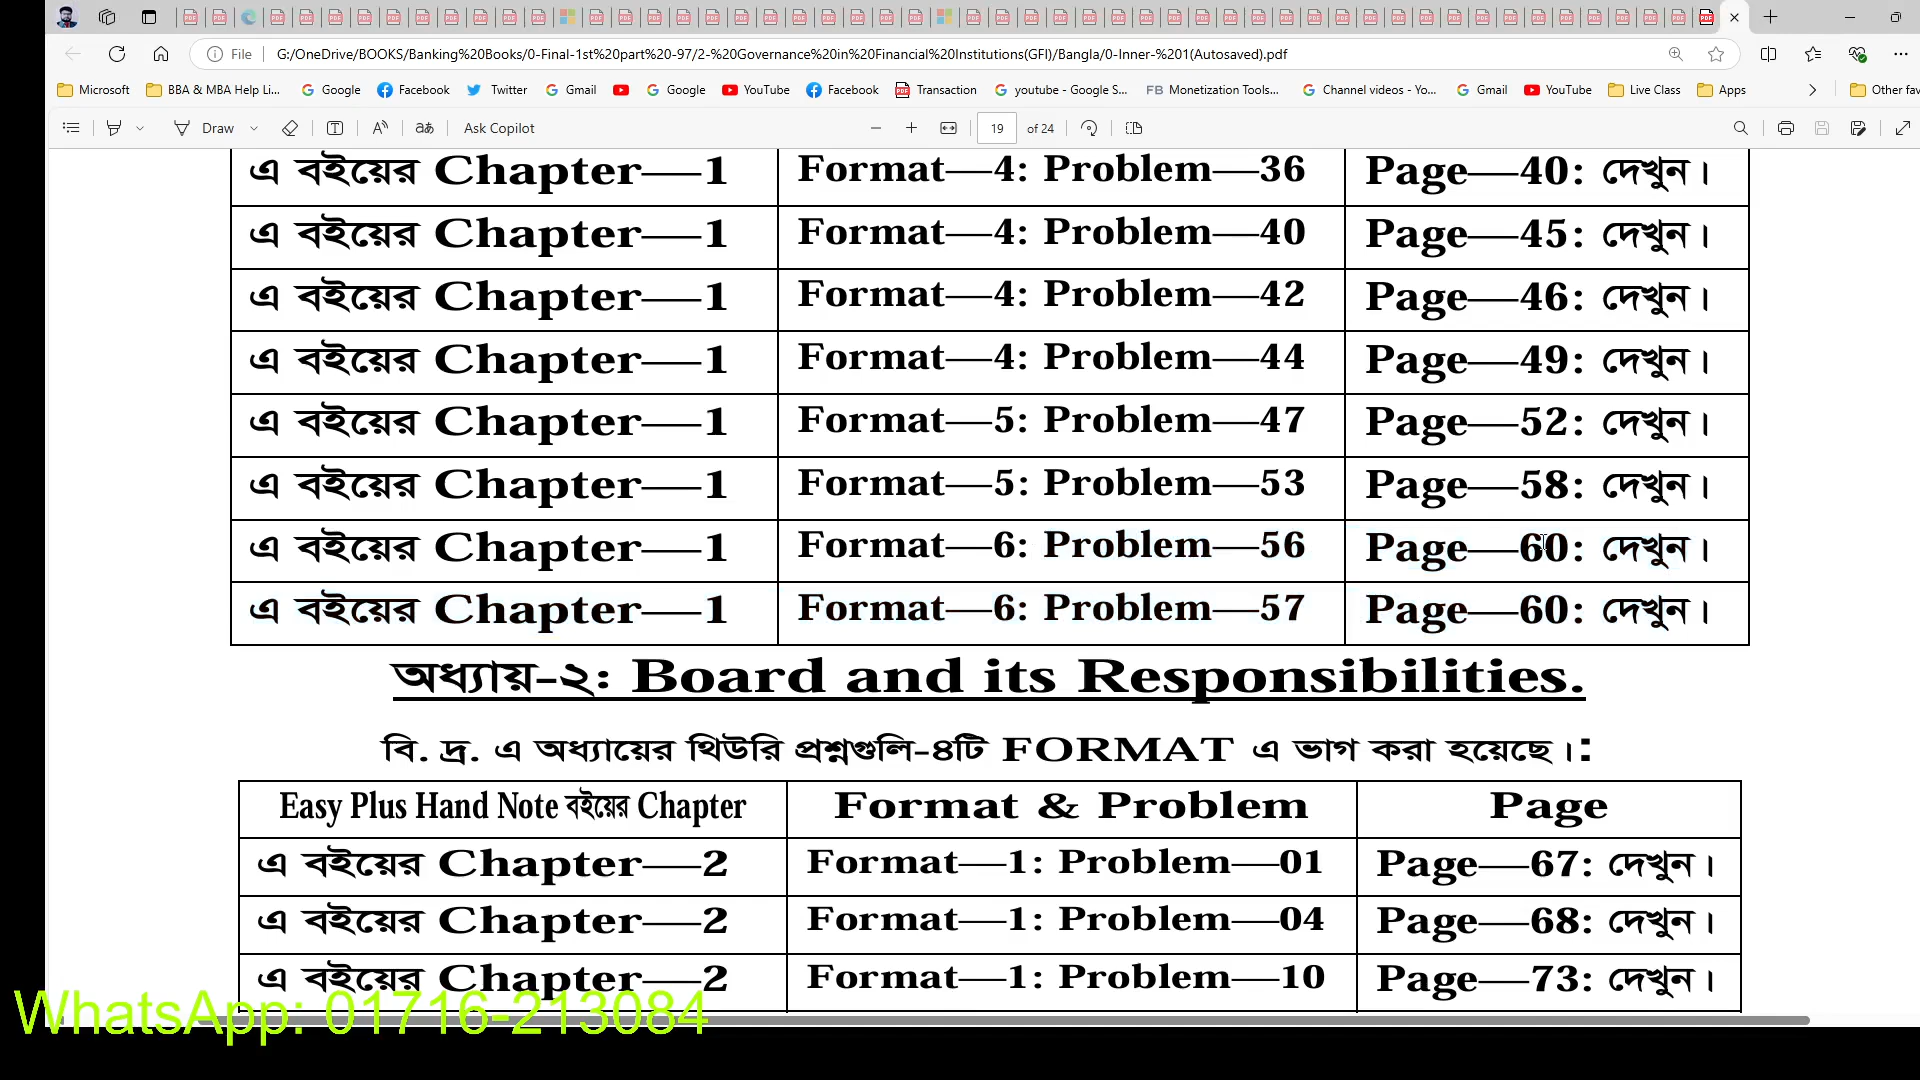 File G:/OneDrive/BOOKS/Banking%20Books/0-Final-1st%20part%20-97/2-%20Governance%20in%20Financial%20Institutions(GFI)/Bangla/0-Inner-%201(Autosaved).pdf
Microsoft BBA & MBA Help Li... Google Facebook Twitter Gmail Google YouTube Facebook Transaction youtube - Google S... FB Monetization Tools... Channel videos - Yo... Gmail YouTube Live Class Apps Other fav
Draw Ask Copilot 19 of 24
এ বইয়ের Chapter—1 Format—4: Problem—36 Page—40: দেখুন।
এ বইয়ের Chapter—1 Format—4: Problem—40 Page—45: দেখুন।
এ বইয়ের Chapter—1 Format—4: Problem—42 Page—46: দেখুন।
এ বইয়ের Chapter—1 Format—4: Problem—44 Page—49: দেখুন।
এ বইয়ের Chapter—1 Format—5: Problem—47 Page—52: দেখুন।
এ বইয়ের Chapter—1 Format—5: Problem—53 Page—58: দেখুন।
এ বইয়ের Chapter—1 Format—6: Problem—56 Page—60: দেখুন।
এ বইয়ের Chapter—1 Format—6: Problem—57 Page—60: দেখুন।
অধ্যায়-২: Board and its Responsibilities.
বি. দ্র. এ অধ্যায়ের থিউরি প্রশ্নগুলি-৪টি FORMAT এ ভাগ করা হয়েছে।:
Easy Plus Hand Note বইয়ের Chapter Format & Problem Page
এ বইয়ের Chapter—2 Format—1: Problem—01 Page—67: দেখুন।
এ বইয়ের Chapter—2 Format—1: Problem—04 Page—68: দেখুন।
এ বইয়ের Chapter—2 Format—1: Problem—10 Page—73: দেখুন।
WhatsApp: 01716-213084